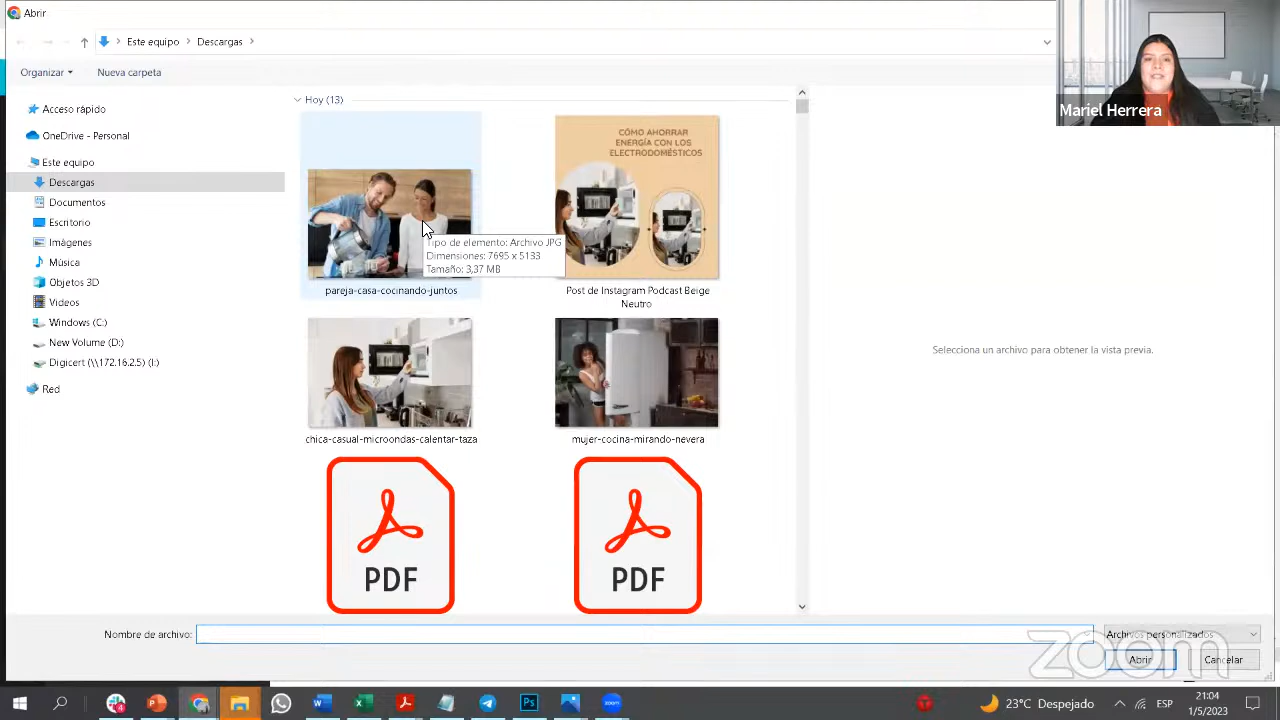 Abrir
Este equipo
Descargas
Organizar
Nueva carpeta
Mariel Herrera
Acceso rápido
OneDrive - Personal
Este equipo
Descargas
Documentos
Escritorio
Imágenes
Música
Objetos 3D
Videos
Windows (C:)
New Volume (D:)
Digicert (\\172.16.2.5) (I:)
Red
Hoy (13)
CÓMO AHORRAR
ENERGÍA CON LOS
ELECTRODOMÉSTICOS
Tipo de elemento: Archivo JPG
Dimensiones: 7695 x 5133
Tamaño: 3,37 MB
pareja-casa-cocinando-juntos
Post de Instagram Podcast Beige
Neutro
chica-casual-microondas-calentar-taza
mujer-cocina-mirando-nevera
PDF
PDF
Selecciona un archivo para obtener la vista previa.
Nombre de archivo:
Archivos personalizados
Abrir
Cancelar
zoom
Ps
zoom
23°C Despejado
ESP
21:04
1/5/2023